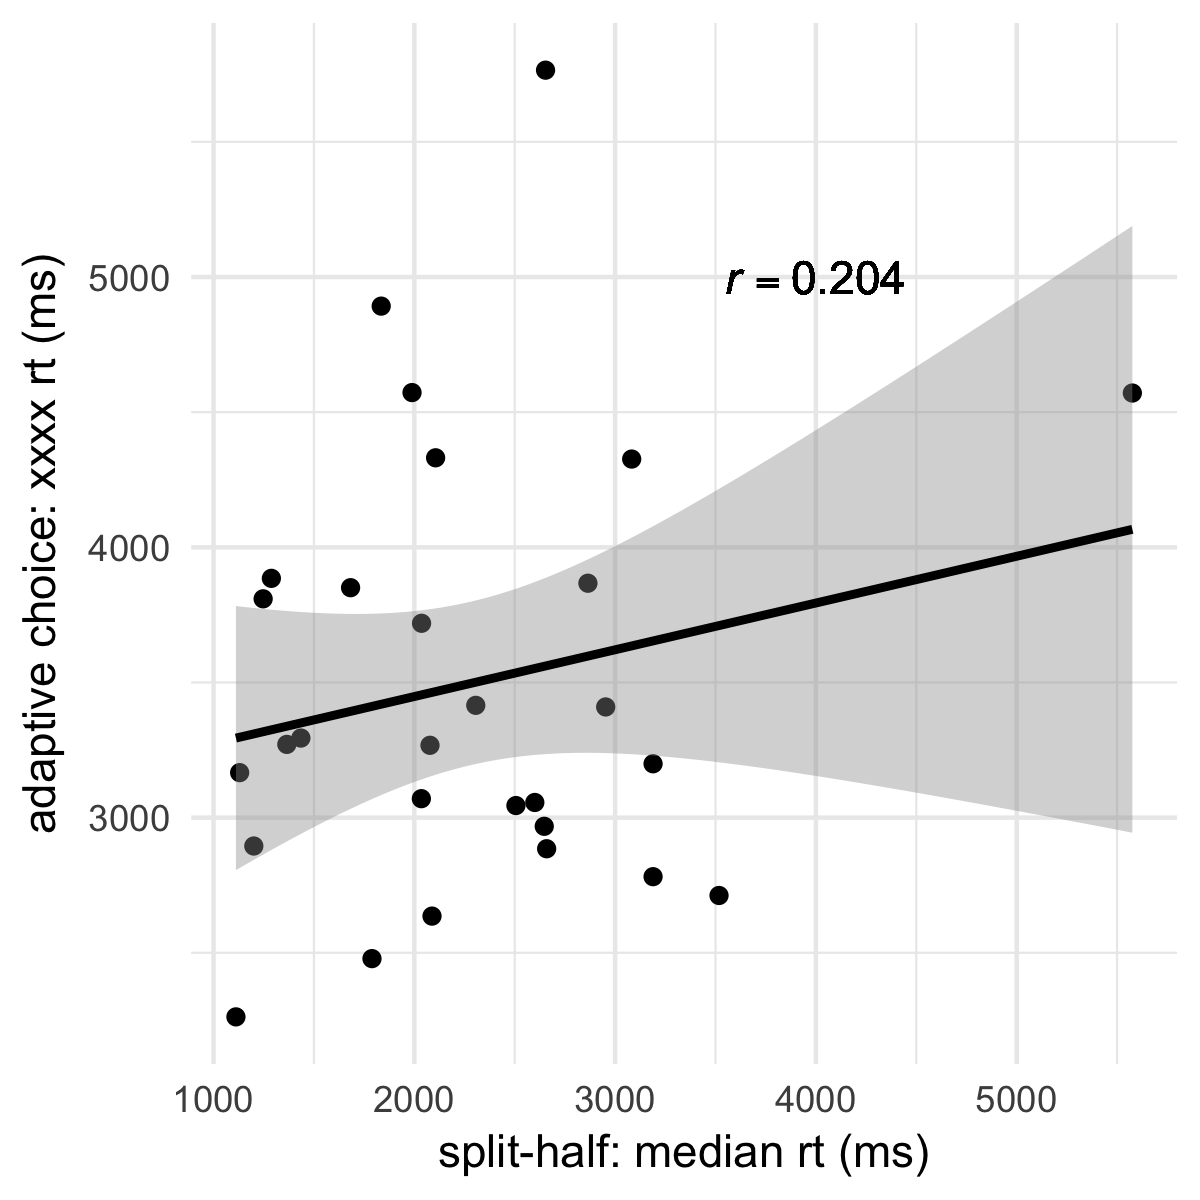 r = 0.204
5000
4000
3000
adaptive choice: xxxx rt (ms)
1000 2000 3000 4000 5000
split-half: median rt (ms)